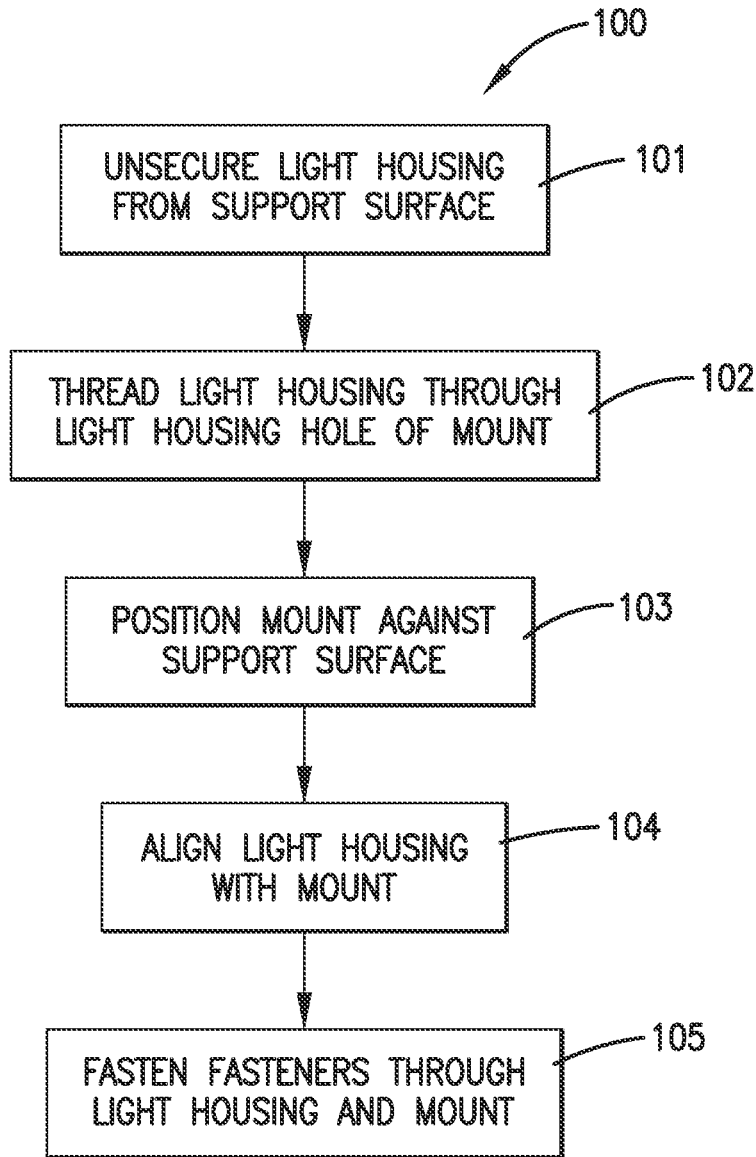 100
UNSECURE LIGHT HOUSING
FROM SUPPORT SURFACE
101
THREAD LIGHT HOUSING THROUGH
LIGHT HOUSING HOLE OF MOUNT
102
POSITION MOUNT AGAINST
SUPPORT SURFACE
103
ALIGN LIGHT HOUSING
WITH MOUNT
104
FASTEN FASTENERS THROUGH
LIGHT HOUSING AND MOUNT
105